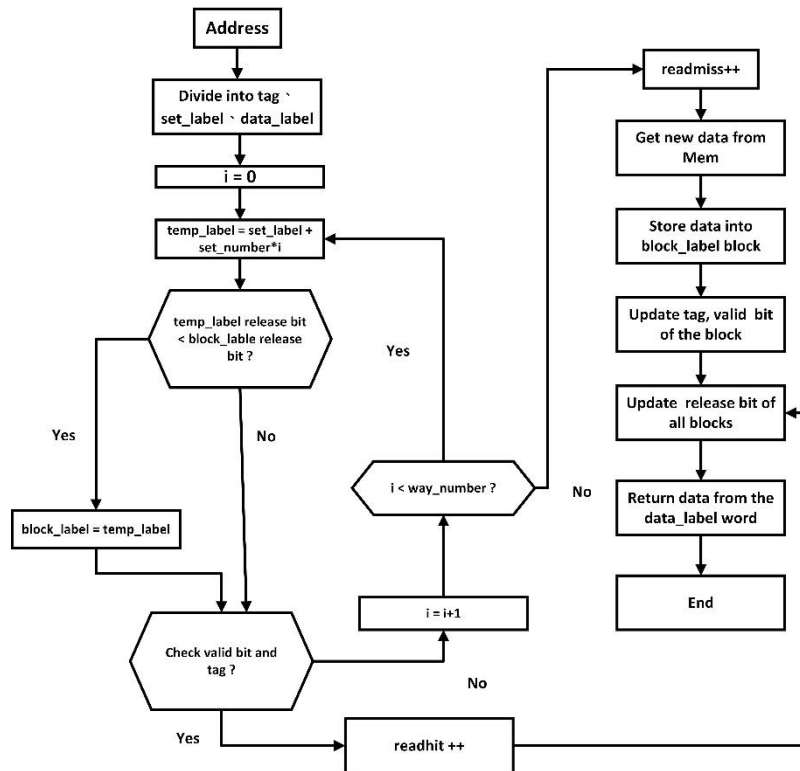 Address
Divide into tag、
set_label、data_label
i = 0
temp_label = set_label +
set_number*i
temp_label release bit
< block_lable release
bit ?
Yes
No
block_label = temp_label
Check valid bit and
tag ?
Yes
No
readhit ++
i = i+1
i < way_number ?
Yes
No
readmiss++
Get new data from
Mem
Store data into
block_label block
Update tag, valid bit
of the block
Update release bit of
all blocks
Return data from the
data_label word
End